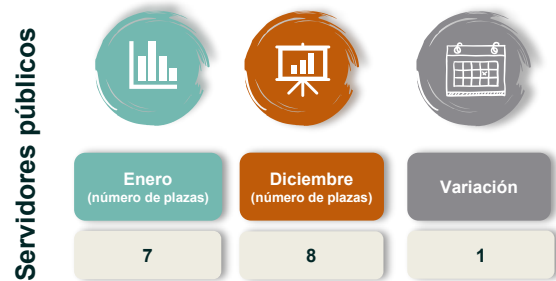 Servidores públicos
Enero
(número de plazas)
Diciembre
(número de plazas)
Variación
7
8
1